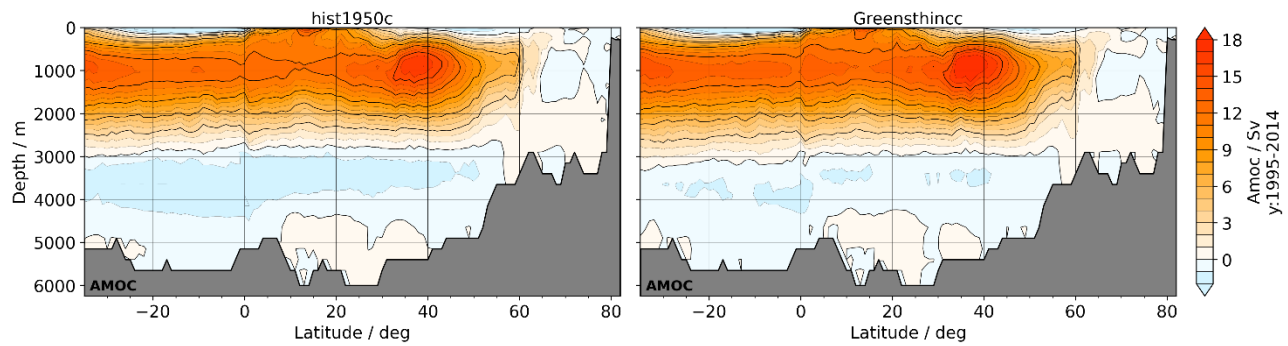 hist1950c
Greensthincc
0
1000
2000
3000
4000
5000
6000
Depth / m
AMOC
AMOC
−20
0
20
40
60
80
−20
0
20
40
60
80
Latitude / deg
Latitude / deg
18
15
12
9
6
3
0
Amoc / Sv
y:1995-2014